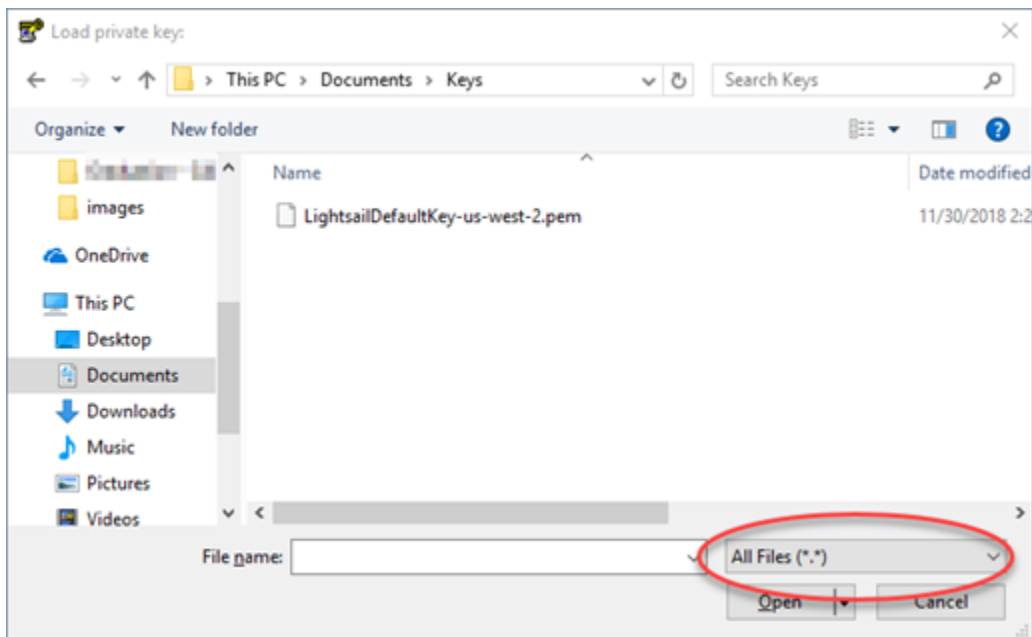 Load private key:
This PC > Documents > Keys
Search Keys
Organize
New folder
Name
Date modified
images
LightsailDefaultKey-us-west-2.pem
11/30/2018 2:2
OneDrive
This PC
Desktop
Documents
Downloads
Music
Pictures
Videos
File name:
All Files (*.*)
Open
Cancel